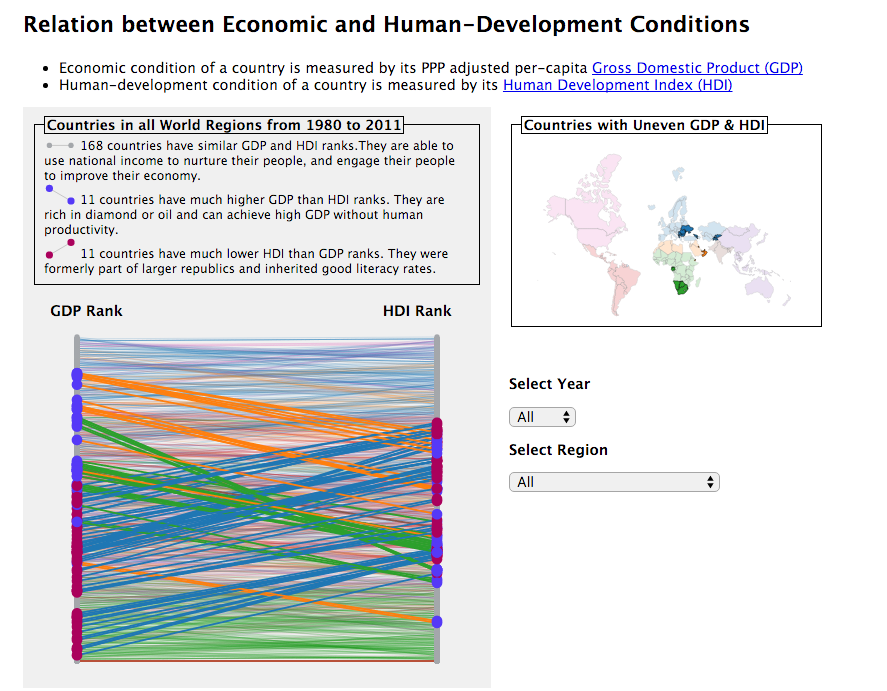 Relation between Economic and Human-Development Conditions
• Economic condition of a country is measured by its PPP adjusted per-capita Gross Domestic Product (GDP)
• Human-development condition of a country is measured by its Human Development Index (HDI)
Countries in all World Regions from 1980 to 2011
168 countries have similar GDP and HDI ranks.They are able to
use national income to nurture their people, and engage their people
to improve their economy.
11 countries have much higher GDP than HDI ranks. They are
rich in diamond or oil and can achieve high GDP without human
productivity.
11 countries have much lower HDI than GDP ranks. They were
formerly part of larger republics and inherited good literacy rates.
GDP Rank
HDI Rank
Countries with Uneven GDP & HDI
Select Year
All
Select Region
All